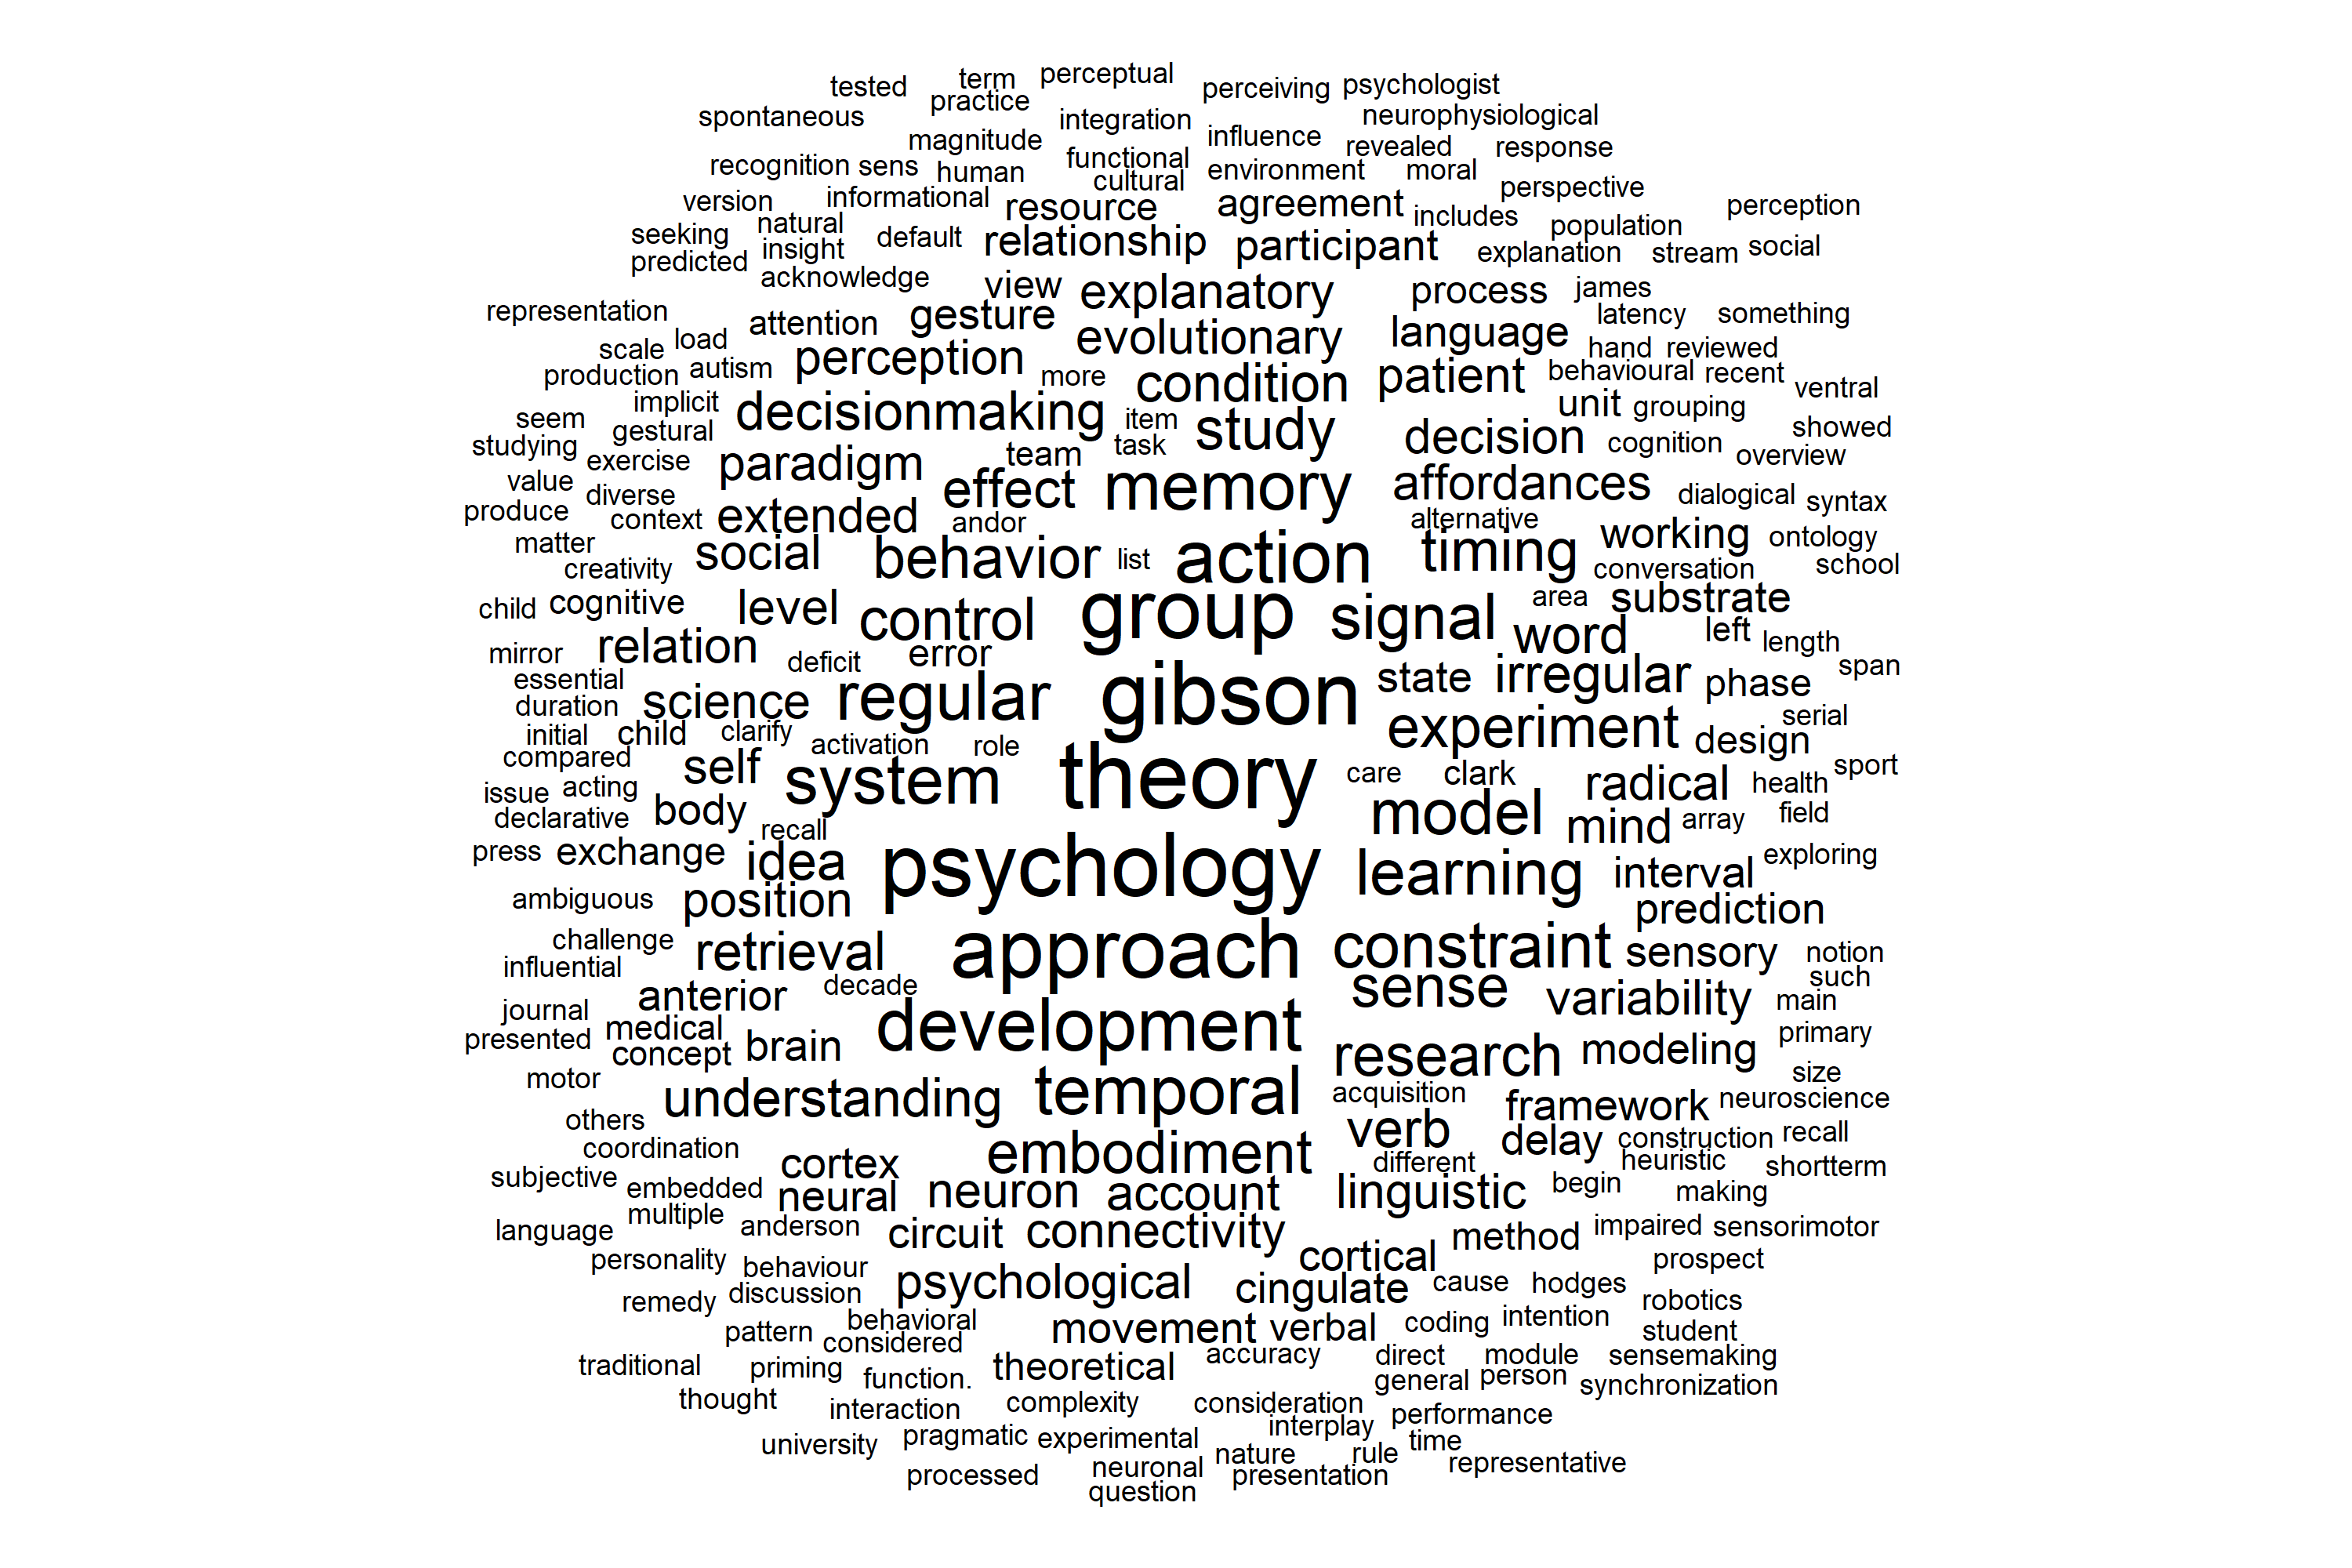 tested term perceptual perceiving psychologist
spontaneous practice integration influence neurophysiological
magnitude functional revealed response
recognition sens human cultural environment moral perspective
version informational resource agreement includes population perception
seeking natural default relationship participant explanation stream social
predicted insight
acknowledge view explanatory process james
representation load attention gesture evolutionary language latency something
scale autism perception more condition patient hand reviewed
production behavioural recent ventral
seem implicit decisionmaking item study unit grouping showed
studying gestural team task decision cognition overview
value exercise paradigm effect memory affordances dialogical syntax
produce diverse extended andor alternative
context
matter social behavior list action timing working ontology
creativity conversation school
child cognitive level control group signal area substrate
mirror relation deficit error word left length
essential science regular gibson state irregular phase span
duration
initial child clarify activation role experiment design serial
compared self system theory care clark radical health sport
issue acting
declarative body recall model mind array field
press exchange idea psychology learning interval exploring
ambiguous position prediction
challenge retrieval approach constraint sensory notion
influential such
journal anterior decade sense variability main
presented medical development primary
concept brain research modeling
motor understanding temporal acquisition framework size
others verb neuroscience
coordination cortex embodiment different delay construction recall
subjective embedded neural neuron account linguistic begin heuristic shortterm
multiple making
language anderson circuit connectivity method impaired sensorimotor
personality behaviour cortical prospect
remedy discussion psychological cingulate cause hodges robotics
pattern behavioral movement verbal coding intention student
considered
traditional priming theoretical accuracy direct module sensemaking
thought function. general person synchronization
interaction complexity consideration performance
university pragmatic experimental interplay time
processed neuronal nature rule representative
question presentation